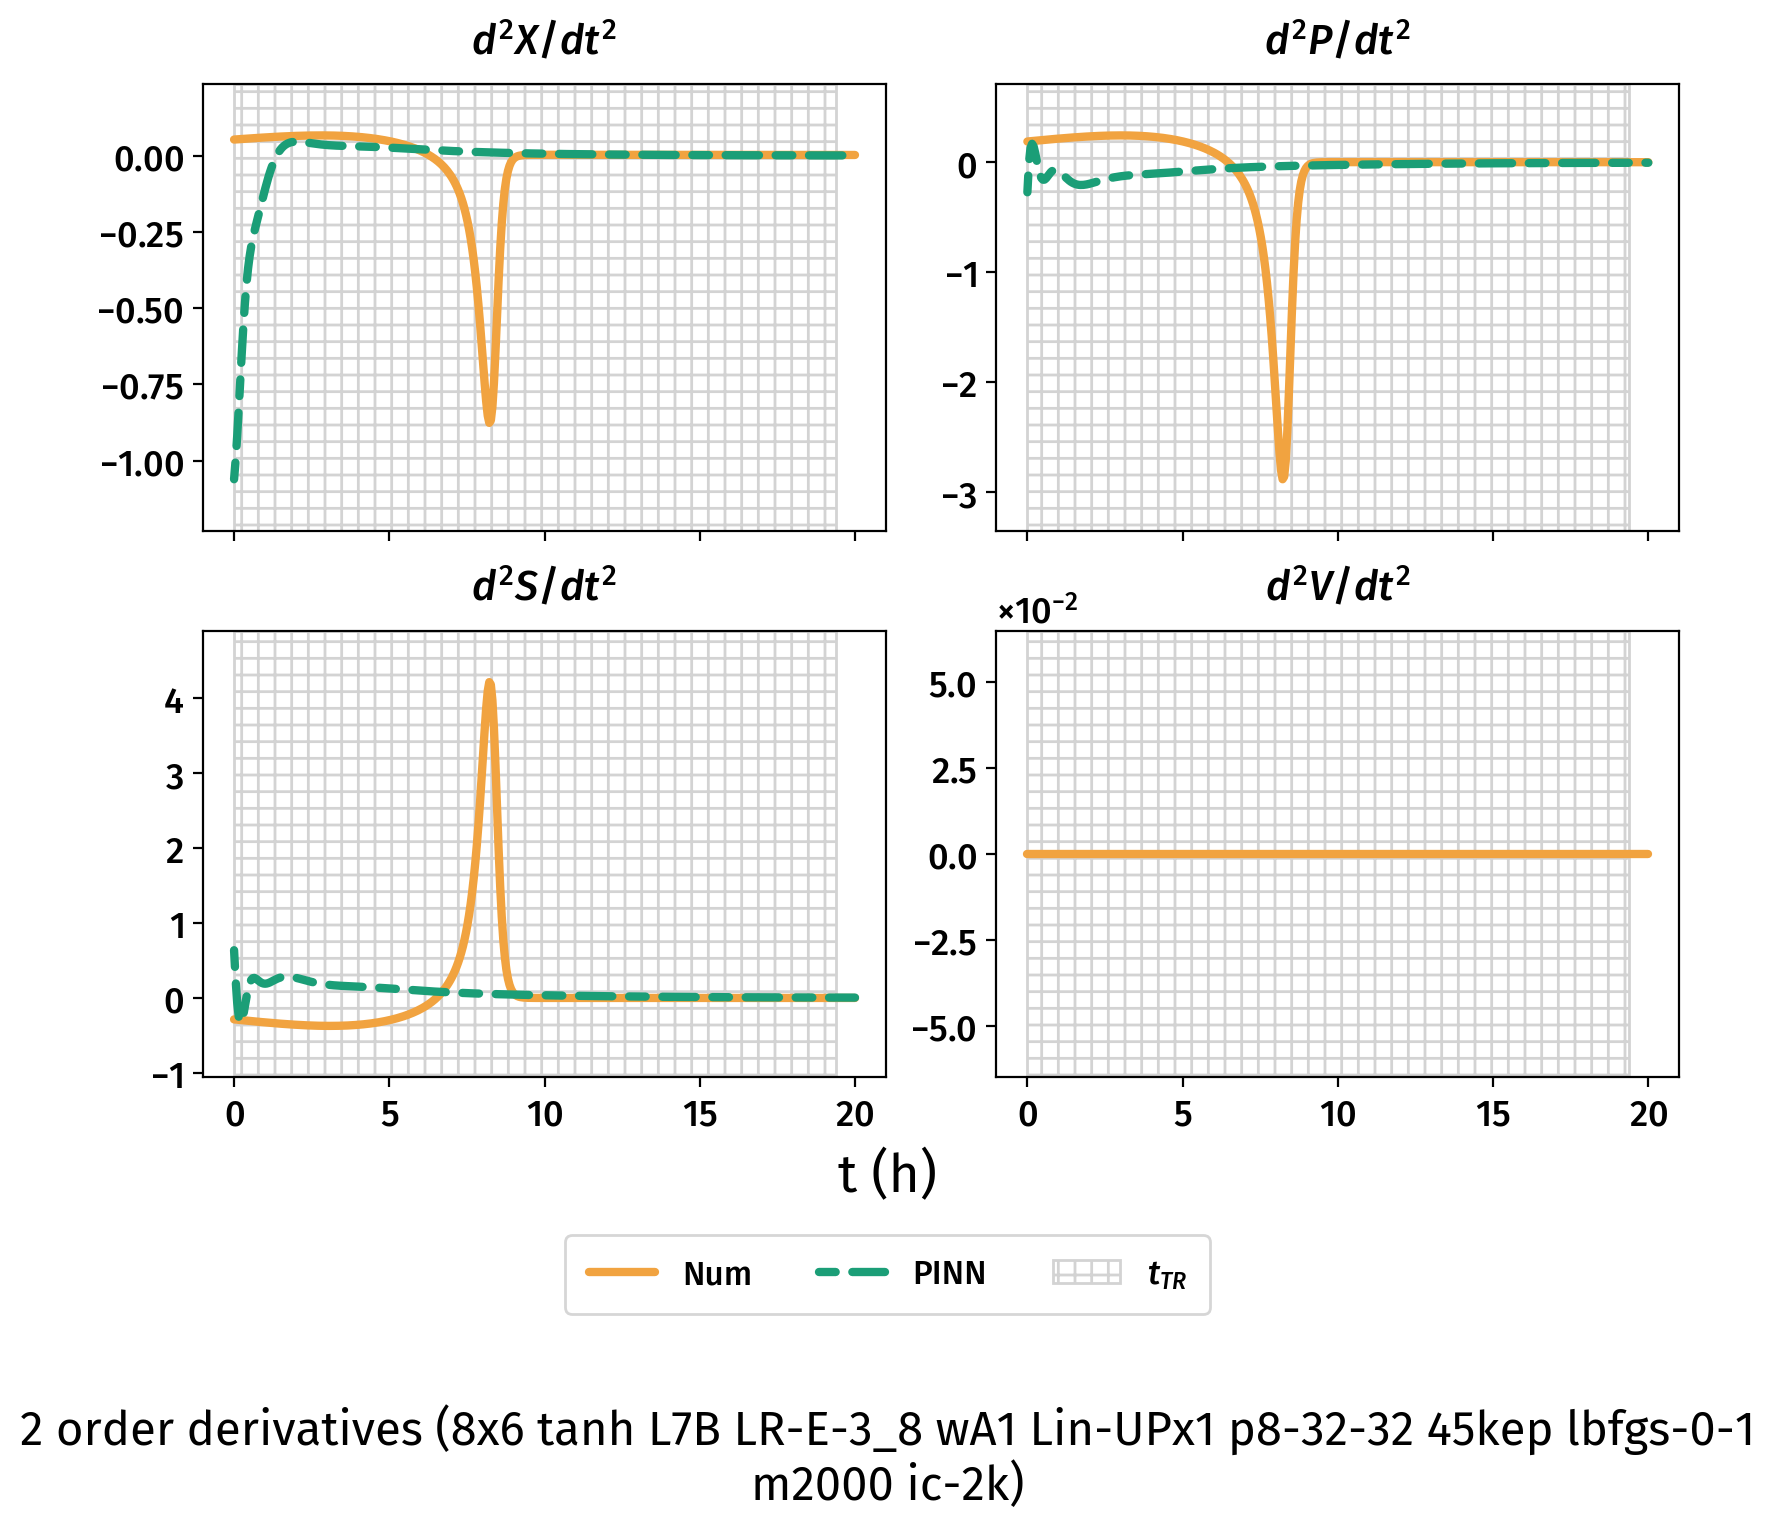 d²X/dt²
d²P/dt²
0.00
−0.25
−0.50
−0.75
−1.00
0
−1
−2
−3
d²S/dt²
d²V/dt²
×10⁻²
4
3
2
1
0
−1
5.0
2.5
0.0
−2.5
−5.0
0 5 10 15 20
0 5 10 15 20
t (h)
Num PINN t_TR
2 order derivatives (8x6 tanh L7B LR-E-3_8 wA1 Lin-UPx1 p8-32-32 45kep lbfgs-0-1
m2000 ic-2k)